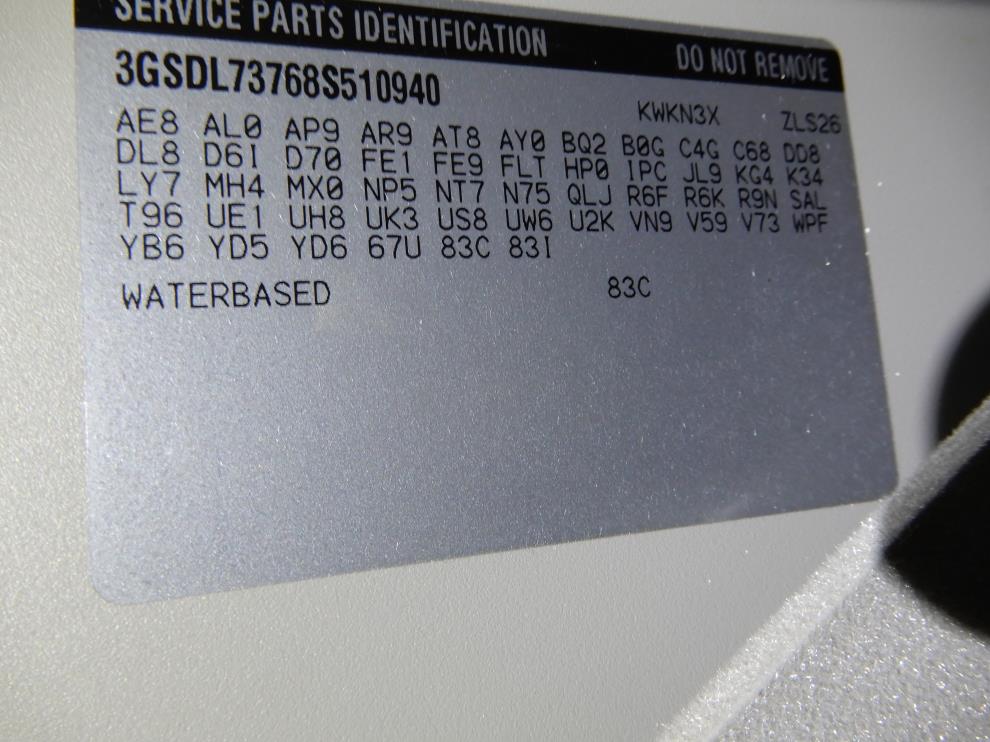 SERVICE PARTS IDENTIFICATION DO NOT REMOVE
3GSDL73768S510940
KWKN3X ZLS26
AE8 AL0 AP9 AR9 AT8 AY0 BQ2 B0G C4G C68 DD8
DL8 D6I D70 FE1 FE9 FLT HP0 IPC JL9 KG4 K34
LY7 MH4 MX0 NP5 NT7 N75 QLJ R6F R6K R9N SAL
T96 UE1 UH8 UK3 US8 UW6 U2K VN9 V59 V73 WPF
YB6 YD5 YD6 67U 83C 83I
WATERBASED 83C